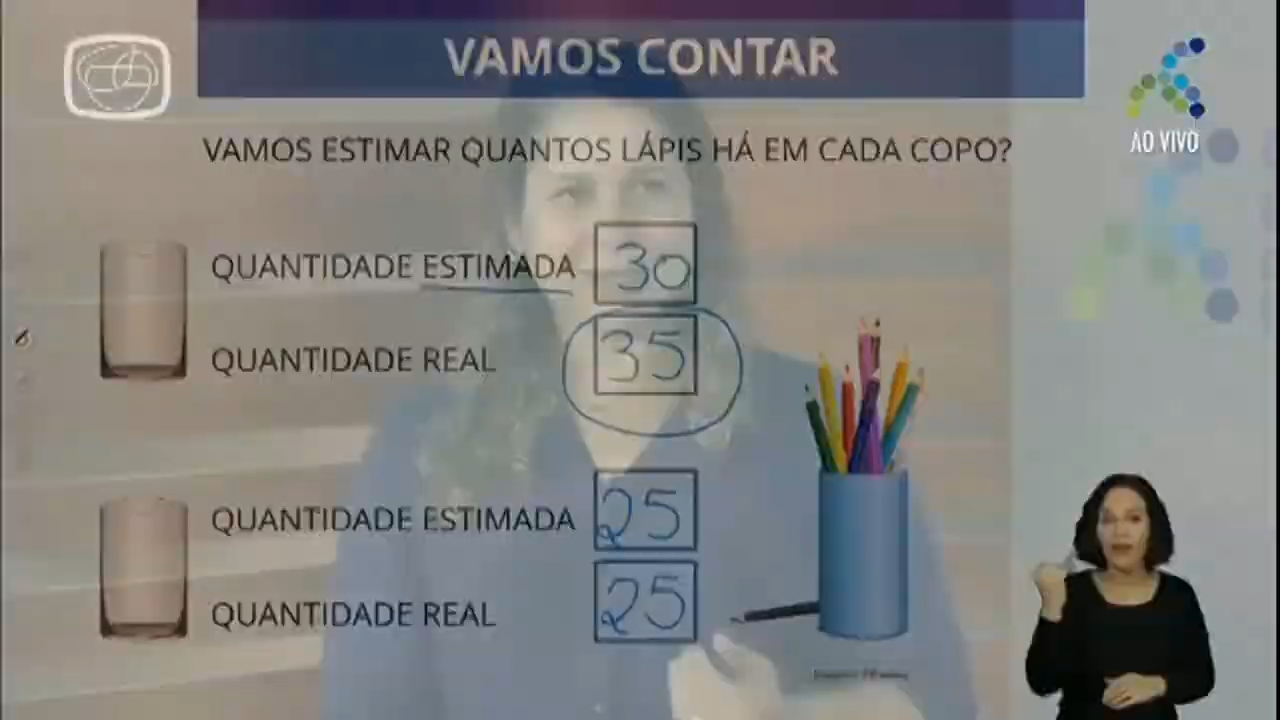 VAMOS CONTAR
AO VIVO
VAMOS ESTIMAR QUANTOS LÁPIS HÁ EM CADA COPO?
QUANTIDADE ESTIMADA 30
QUANTIDADE REAL 35
QUANTIDADE ESTIMADA 25
QUANTIDADE REAL 25